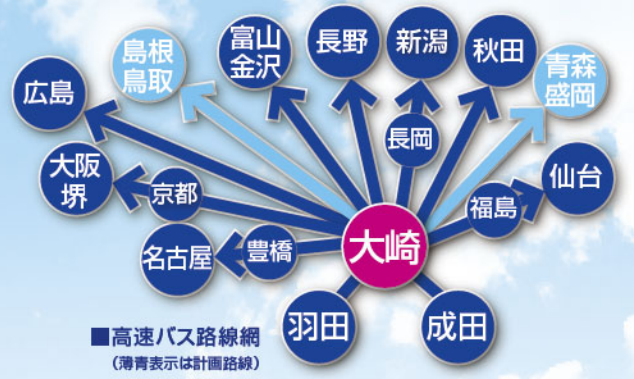 島根
鳥取
富山
金沢
長野
新潟
秋田
青森
盛岡
広島
長岡
大阪
堺
京都
仙台
福島
名古屋
豊橋
大崎
羽田
成田
■高速バス路線網
(薄青表示は計画路線)